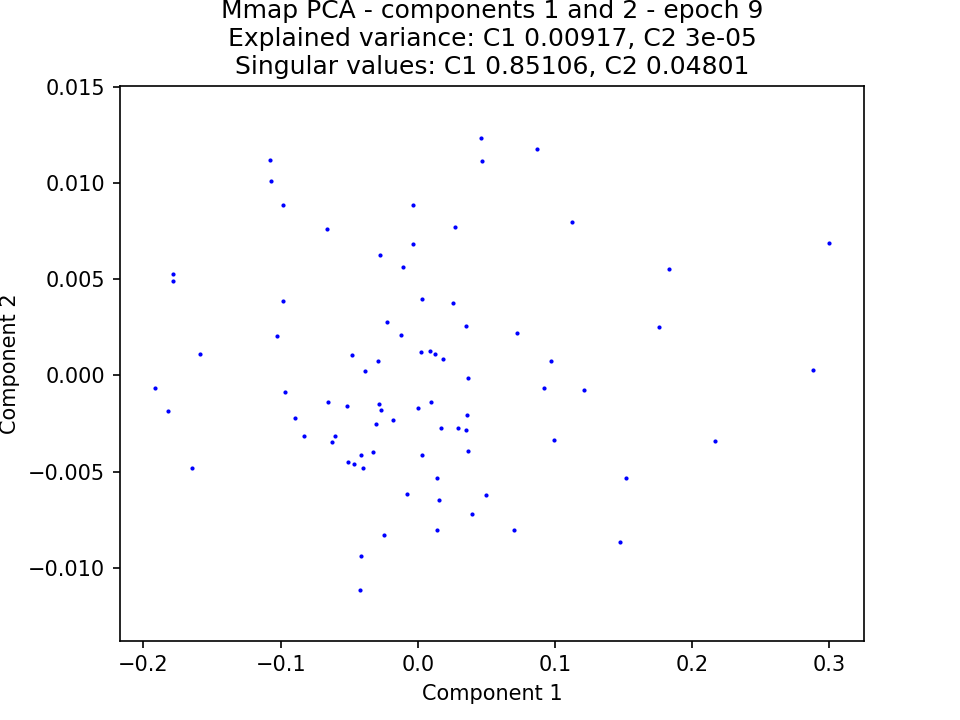 Mmap PCA - components 1 and 2 - epoch 9
Explained variance: C1 0.00917, C2 3e-05
Singular values: C1 0.85106, C2 0.04801
0.015
0.010
0.005
0.000
−0.005
−0.010
Component 2
−0.2
−0.1
0.0
0.1
0.2
0.3
Component 1